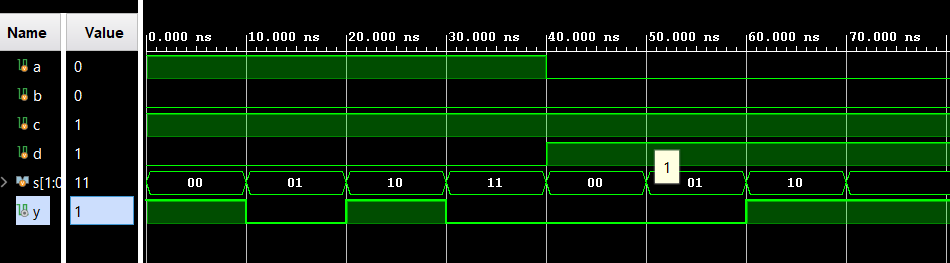 Name Value
0.000 ns 10.000 ns 20.000 ns 30.000 ns 40.000 ns 50.000 ns 60.000 ns 70.000 ns
a 0
b 0
c 1
d 1
1
s[1:0 11 00 01 10 11 00 01 10
y 1